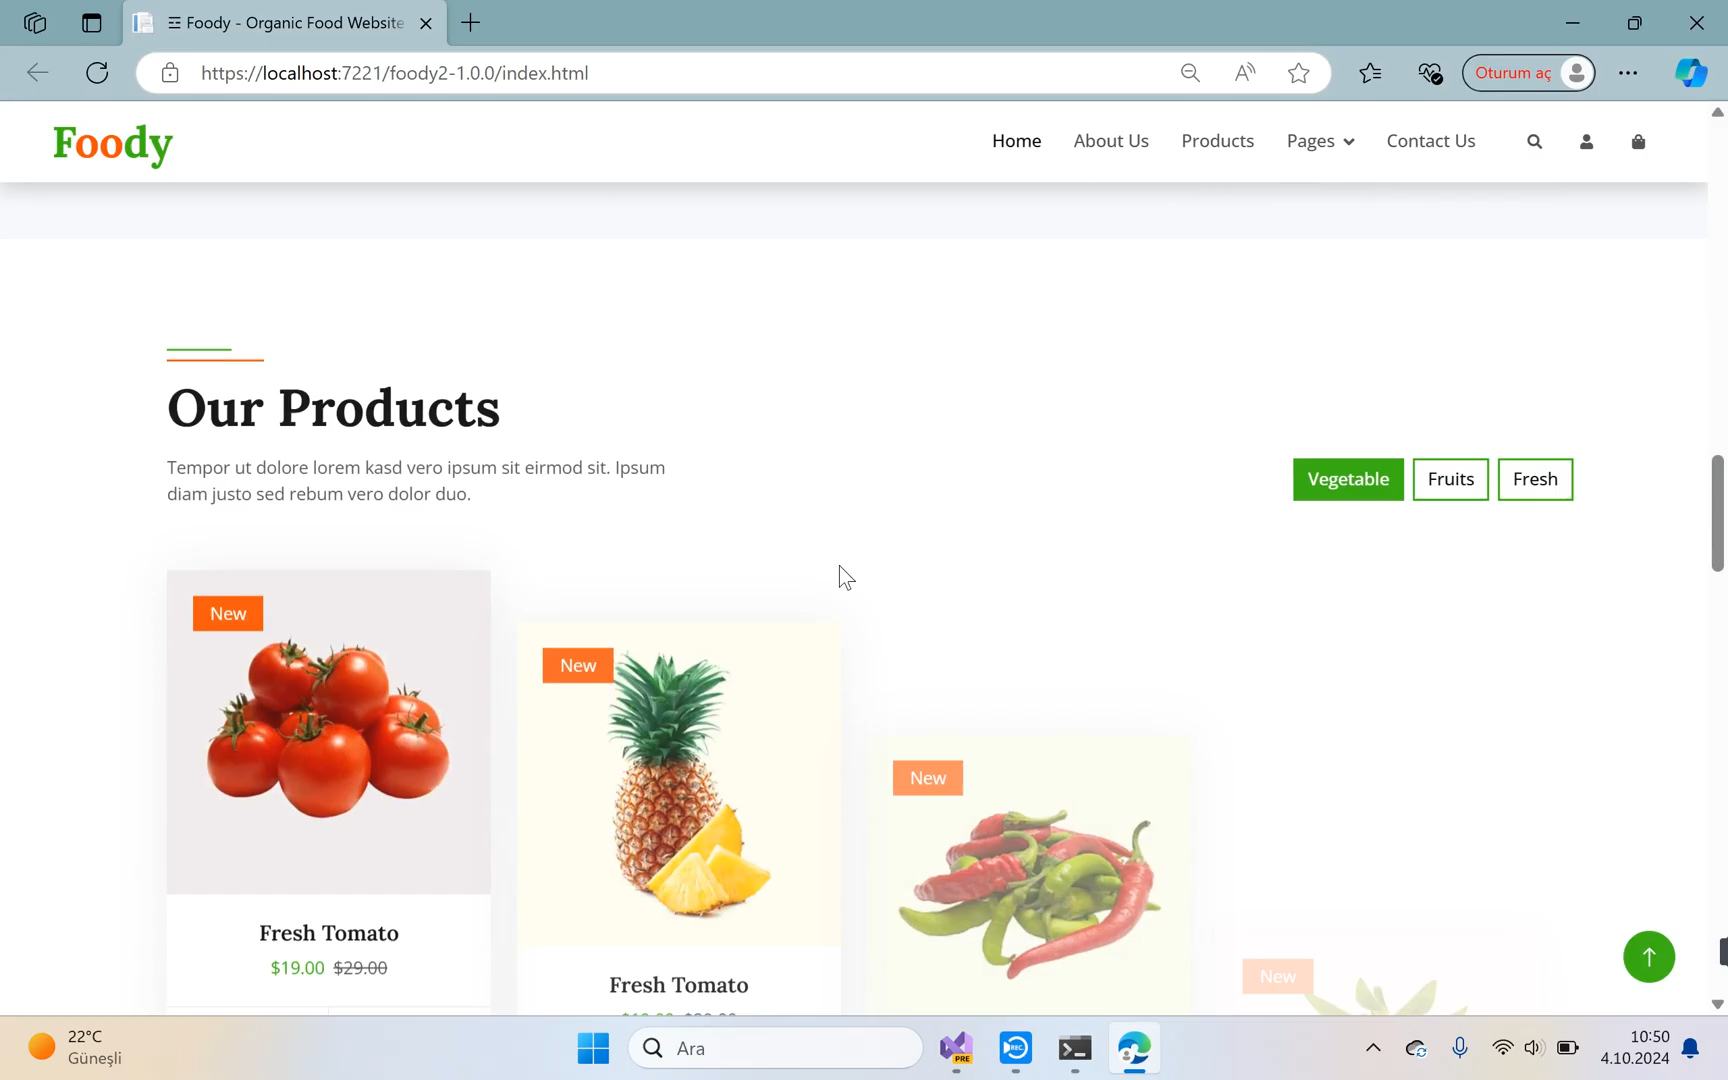 ☲ Foody - Organic Food Website
https://localhost:7221/foody2-1.0.0/index.html
Oturum aç
Foody
Home
About Us
Products
Pages
Contact Us
Our Products
Tempor ut dolore lorem kasd vero ipsum sit eirmod sit. Ipsum
diam justo sed rebum vero dolor duo.
Vegetable
Fruits
Fresh
New
New
New
New
Fresh Tomato
$19.00 $29.00
Fresh Tomato
22°C
Güneşli
Ara
PRE
REC
10:50
4.10.2024